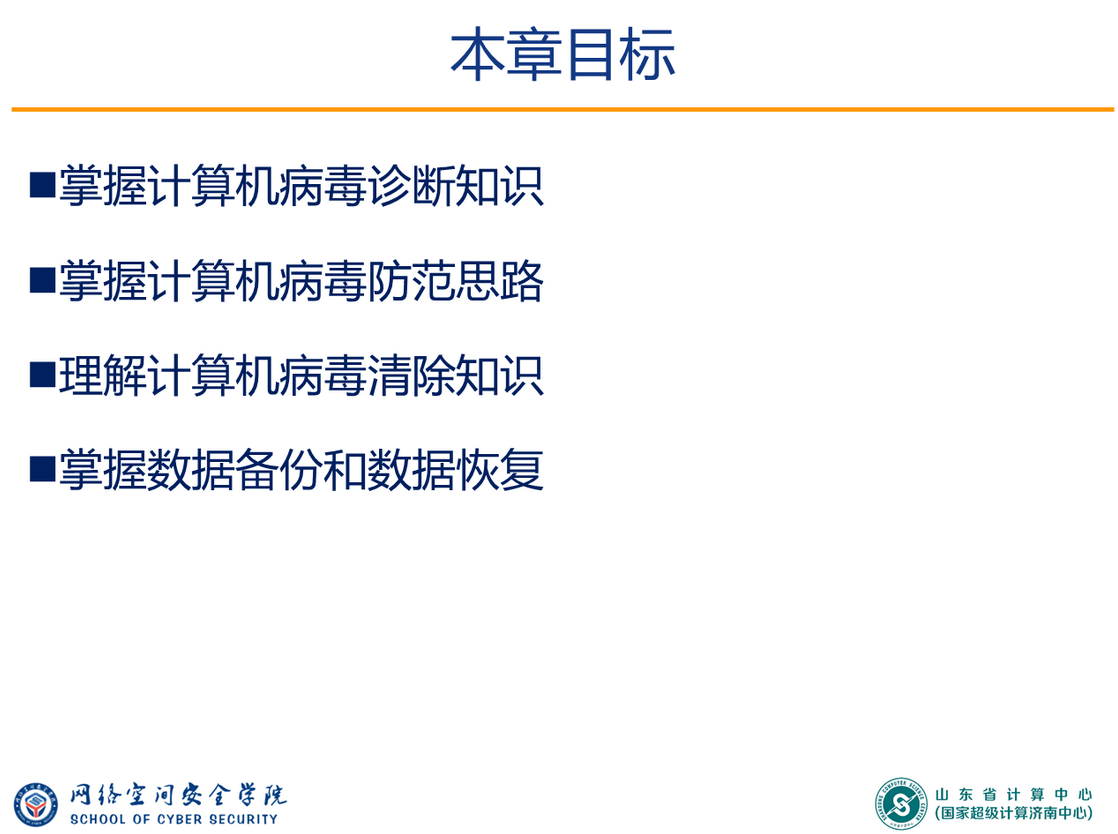 本章目标
■掌握计算机病毒诊断知识
■掌握计算机病毒防范思路
■理解计算机病毒清除知识
■掌握数据备份和数据恢复
网络空间安全学院
SCHOOL OF CYBER SECURITY
SHANDONG COMPUTER SCIENCE CENTER
山东省计算中心
(国家超级计算济南中心)